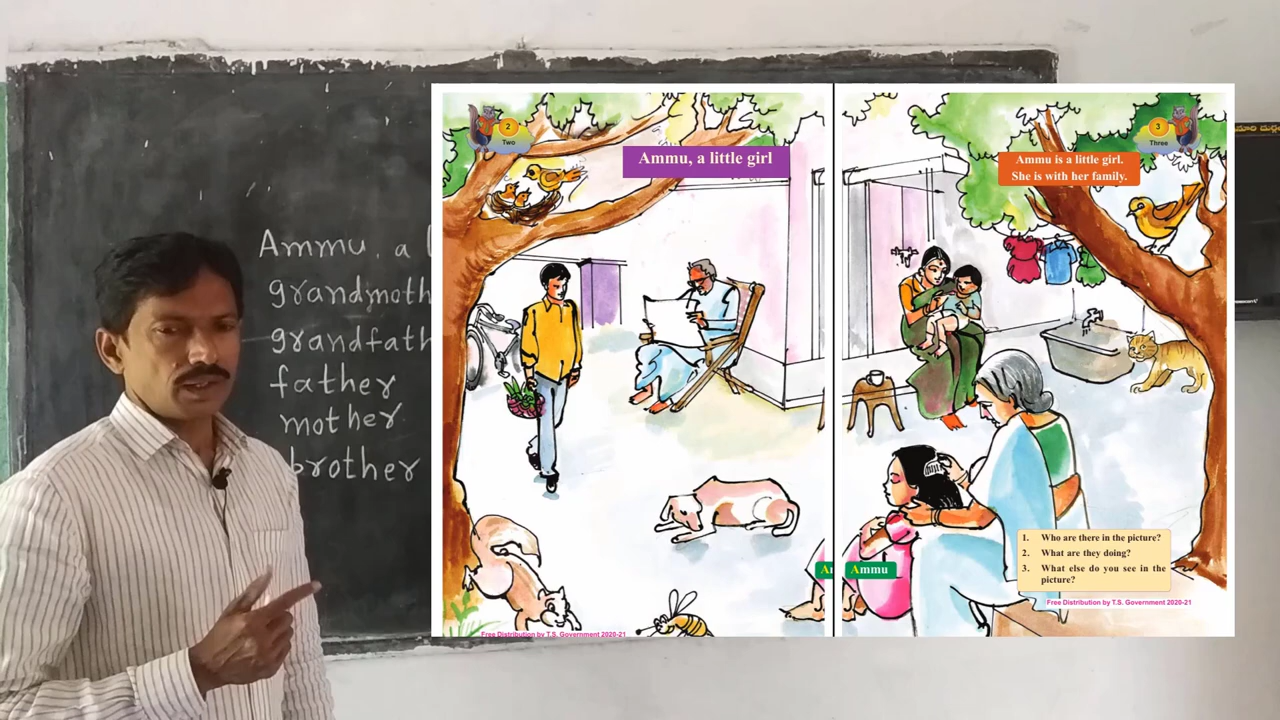 Ammu, a
grandmoth
grandfath
father
mother
brother
2
Two
Ammu, a little girl
Free Distribution by T.S. Government 2020-21
3
Three
Ammu is a little girl.
She is with her family.
Ammu
1. Who are there in the picture?
2. What are they doing?
3. What else do you see in the
picture?
Free Distribution by T.S. Government 2020-21